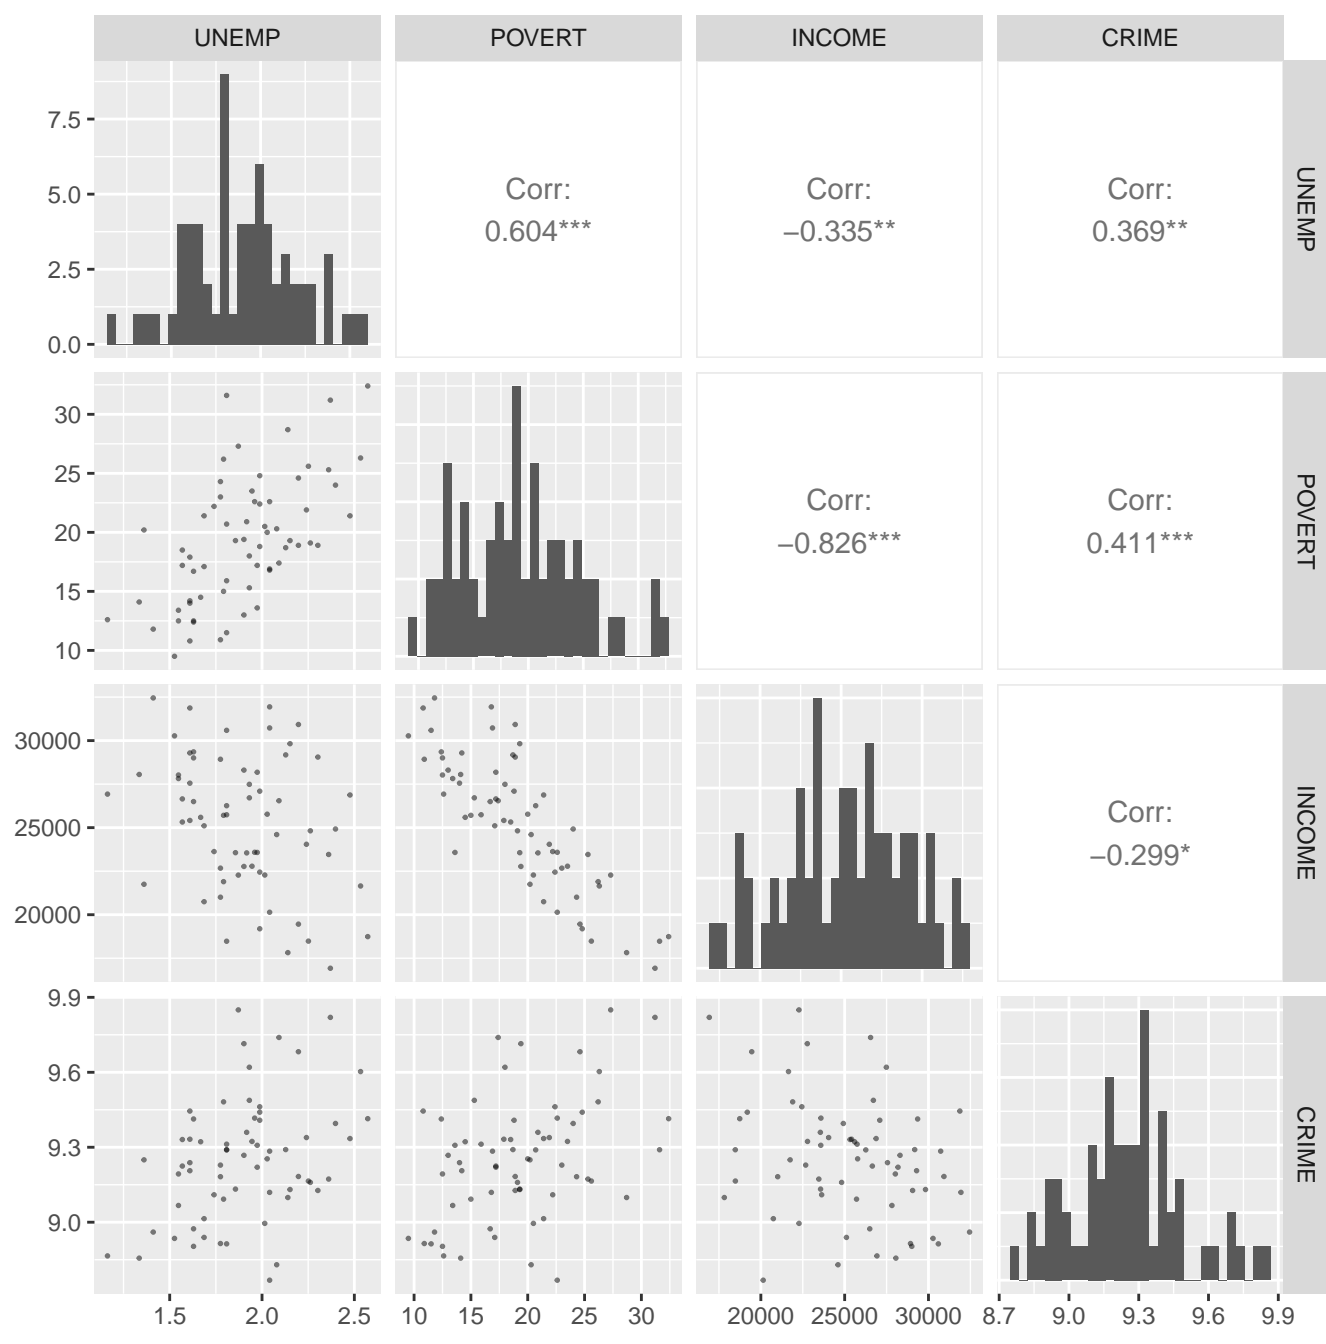 UNEMP POVERT INCOME CRIME
7.5
5.0
2.5
0.0
Corr:
0.604***
Corr:
−0.335**
Corr:
0.369**
UNEMP
30
25
20
15
10
Corr:
−0.826***
Corr:
0.411***
POVERT
30000
25000
20000
Corr:
−0.299*
INCOME
9.9
9.6
9.3
9.0
CRIME
1.5 2.0 2.5 10 15 20 25 30 20000 25000 30000 8.7 9.0 9.3 9.6 9.9